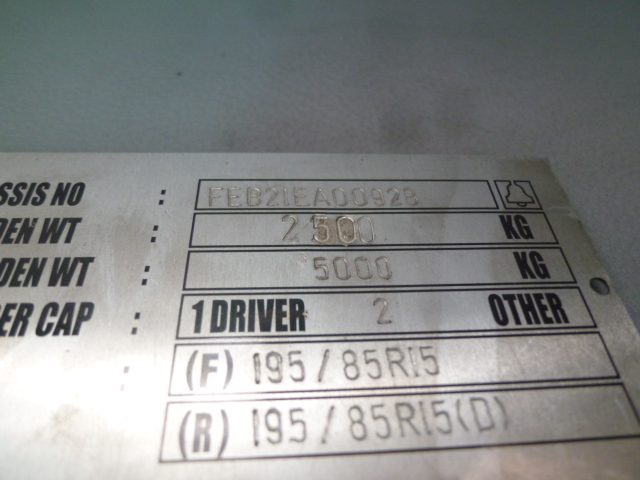 SSIS NO : FEB21EA00928
DEN WT : 2500 KG
DEN WT : 5000 KG
ER CAP : 1 DRIVER 2 OTHER
: (F) 195/85R15
(R) 195/85R15(D)